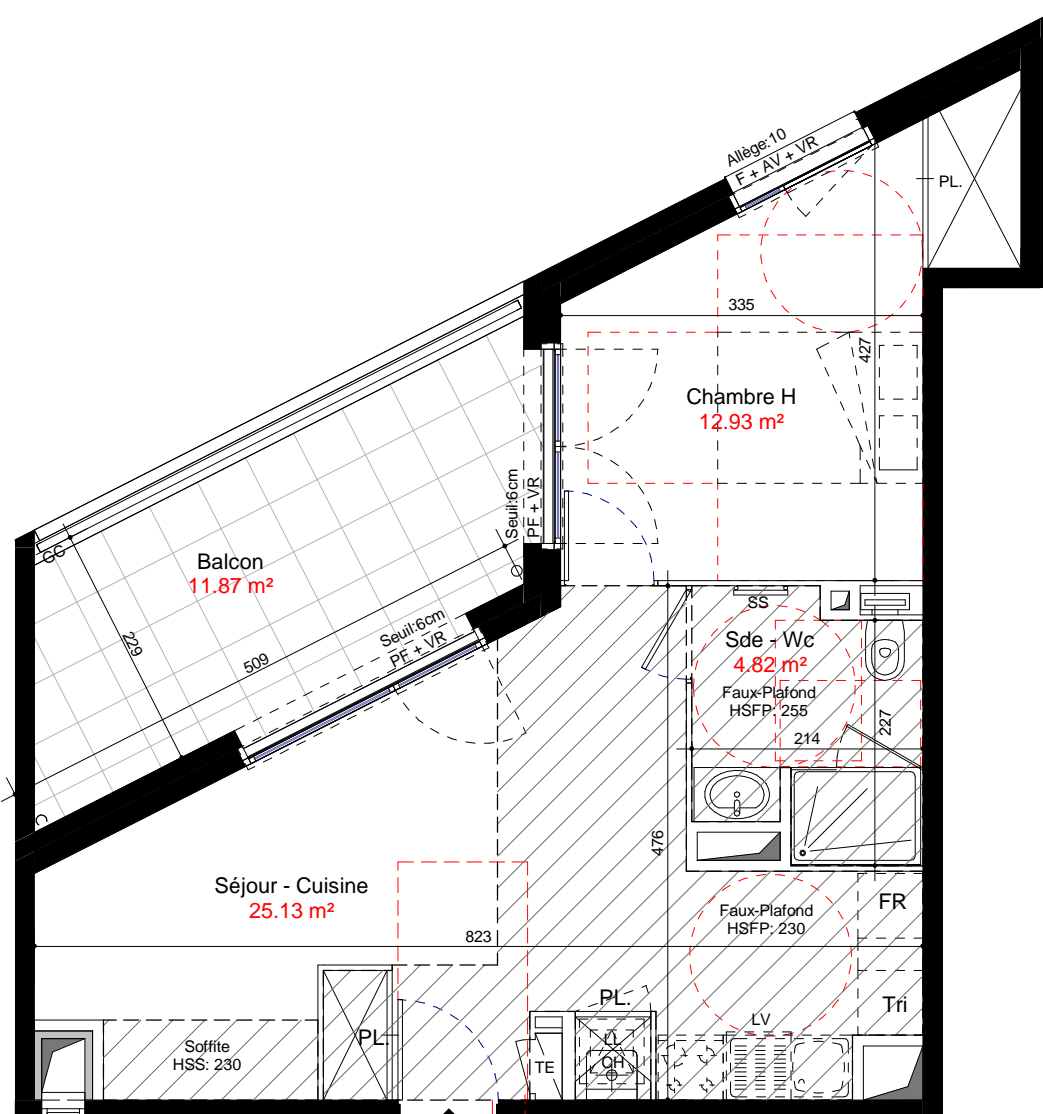 Allège:10
F + AV + VR
PL.
335
427
Chambre H
12.93 m²
Seuil:6cm
PF + VR
GC
Balcon
11.87 m²
229
509
Seuil:6cm
PF + VR
SS
Sde - Wc
4.82 m²
Faux-Plafond
HSFP: 255
227
214
476
Séjour - Cuisine
25.13 m²
823
Faux-Plafond
HSFP: 230
FR
Tri
PL.
PL.
LV
LL
CH
TE
Soffite
HSS: 230